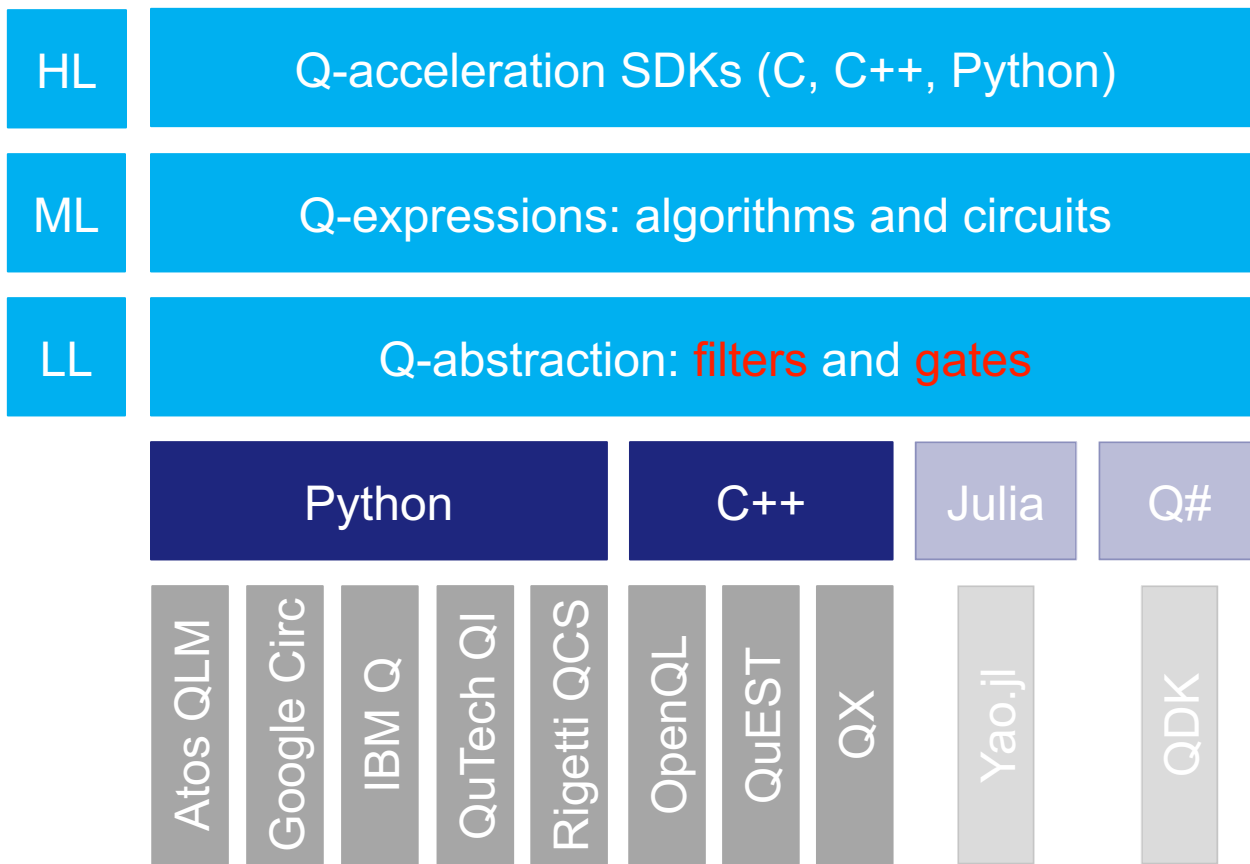 HL
Q-acceleration SDKs (C, C++, Python)
ML
Q-expressions: algorithms and circuits
LL
Q-abstraction: filters and gates
Python
C++
Julia
Q#
Atos QLM
Google Circ
IBM Q
QuTech QI
Rigetti QCS
OpenQL
QuEST
QX
Yao.jl
QDK